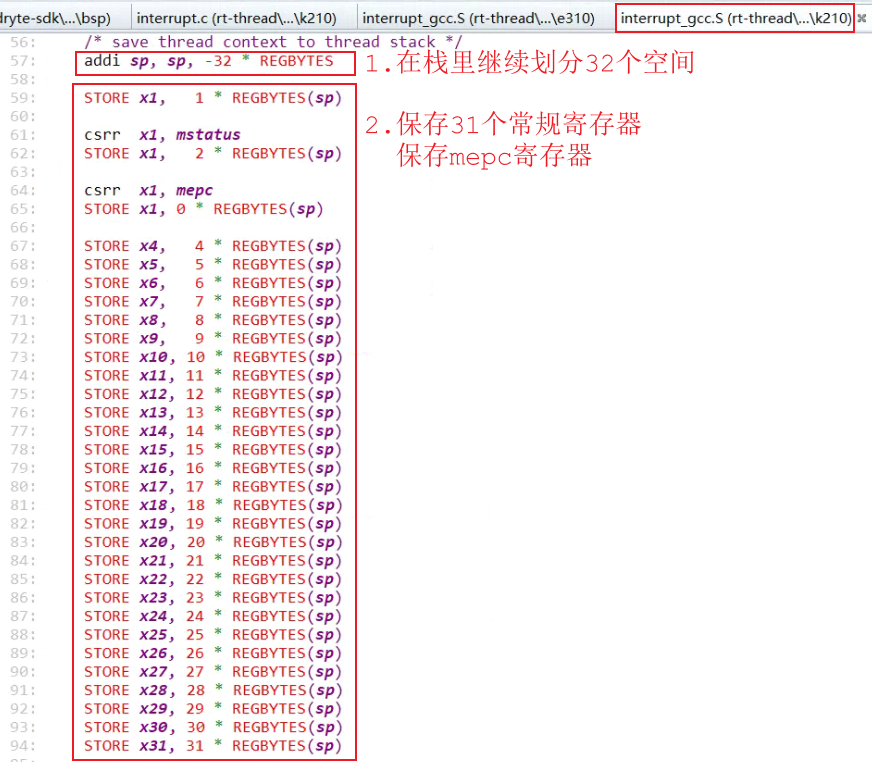 dryte-sdk\...\bsp) interrupt.c (rt-thread\...\k210) interrupt_gcc.S (rt-thread\...\e310) interrupt_gcc.S (rt-thread\...\k210)
56: /* save thread context to thread stack */
57: addi sp, sp, -32 * REGBYTES 1.在栈里继续划分32个空间
58:
59: STORE x1, 1 * REGBYTES(sp)
60: 2.保存31个常规寄存器
61: csrr x1, mstatus
62: STORE x1, 2 * REGBYTES(sp) 保存mepc寄存器
63:
64: csrr x1, mepc
65: STORE x1, 0 * REGBYTES(sp)
66:
67: STORE x4, 4 * REGBYTES(sp)
68: STORE x5, 5 * REGBYTES(sp)
69: STORE x6, 6 * REGBYTES(sp)
70: STORE x7, 7 * REGBYTES(sp)
71: STORE x8, 8 * REGBYTES(sp)
72: STORE x9, 9 * REGBYTES(sp)
73: STORE x10, 10 * REGBYTES(sp)
74: STORE x11, 11 * REGBYTES(sp)
75: STORE x12, 12 * REGBYTES(sp)
76: STORE x13, 13 * REGBYTES(sp)
77: STORE x14, 14 * REGBYTES(sp)
78: STORE x15, 15 * REGBYTES(sp)
79: STORE x16, 16 * REGBYTES(sp)
80: STORE x17, 17 * REGBYTES(sp)
81: STORE x18, 18 * REGBYTES(sp)
82: STORE x19, 19 * REGBYTES(sp)
83: STORE x20, 20 * REGBYTES(sp)
84: STORE x21, 21 * REGBYTES(sp)
85: STORE x22, 22 * REGBYTES(sp)
86: STORE x23, 23 * REGBYTES(sp)
87: STORE x24, 24 * REGBYTES(sp)
88: STORE x25, 25 * REGBYTES(sp)
89: STORE x26, 26 * REGBYTES(sp)
90: STORE x27, 27 * REGBYTES(sp)
91: STORE x28, 28 * REGBYTES(sp)
92: STORE x29, 29 * REGBYTES(sp)
93: STORE x30, 30 * REGBYTES(sp)
94: STORE x31, 31 * REGBYTES(sp)